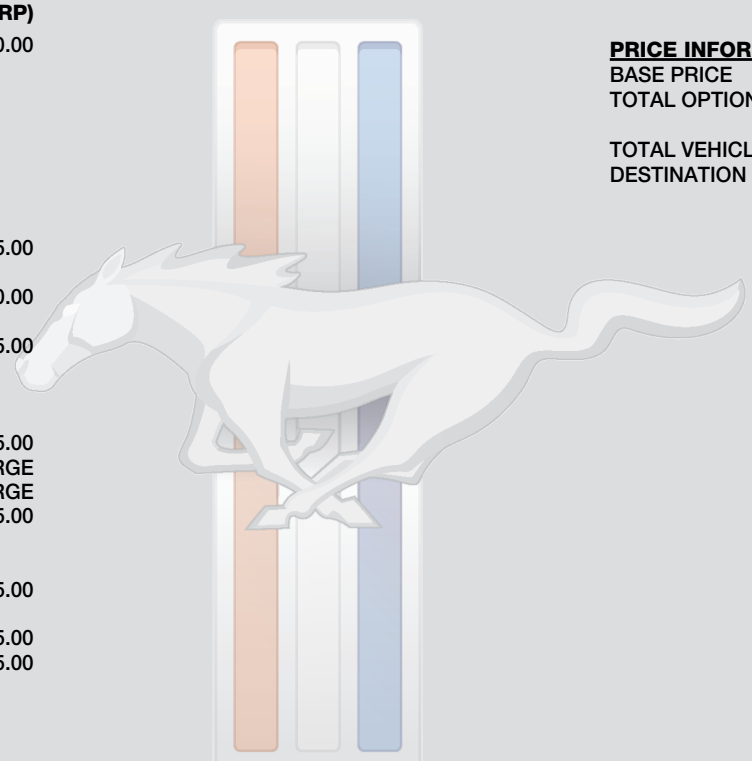 RP)
0.00
5.00
0.00
5.00
5.00
RGE
RGE
5.00
5.00
5.00
5.00
PRICE INFOR
BASE PRICE
TOTAL OPTION
TOTAL VEHICL
DESTINATION